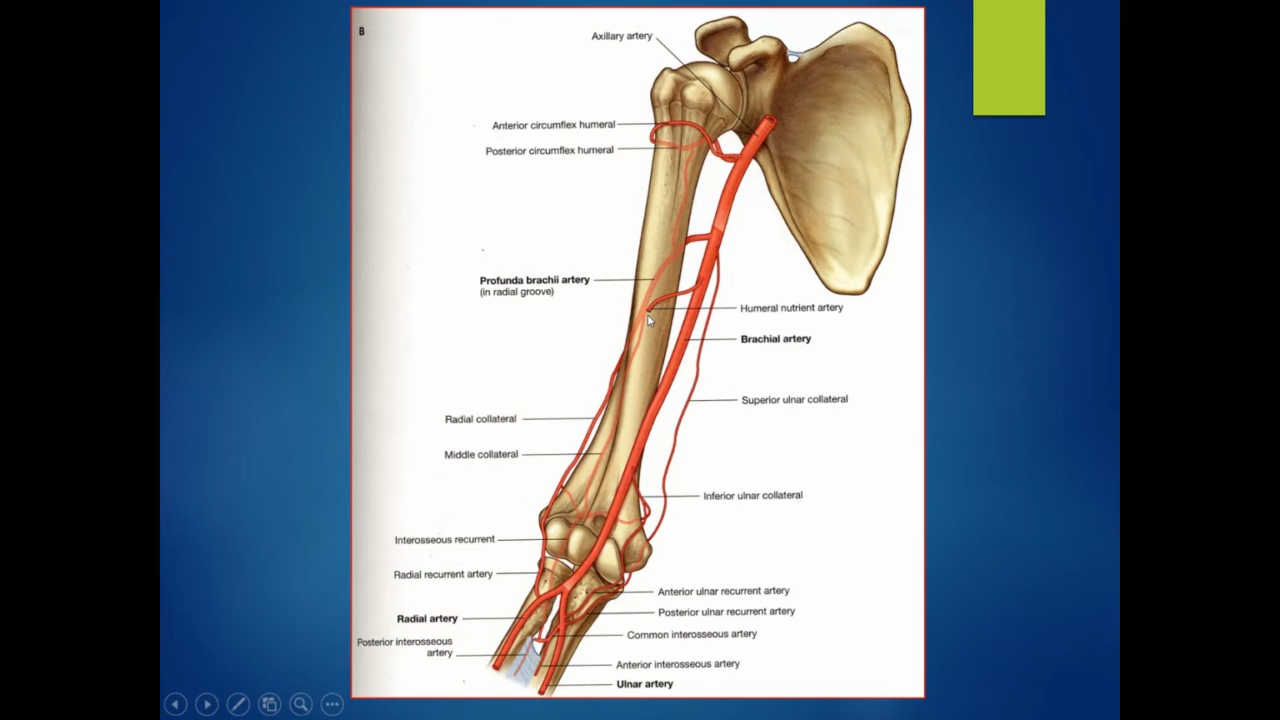 B
Axillary artery
Anterior circumflex humeral
Posterior circumflex humeral
Profunda brachii artery
(in radial groove)
Humeral nutrient artery
Brachial artery
Superior ulnar collateral
Radial collateral
Middle collateral
Inferior ulnar collateral
Interosseous recurrent
Radial recurrent artery
Anterior ulnar recurrent artery
Posterior ulnar recurrent artery
Radial artery
Common interosseous artery
Posterior interosseous
artery
Anterior interosseous artery
Ulnar artery